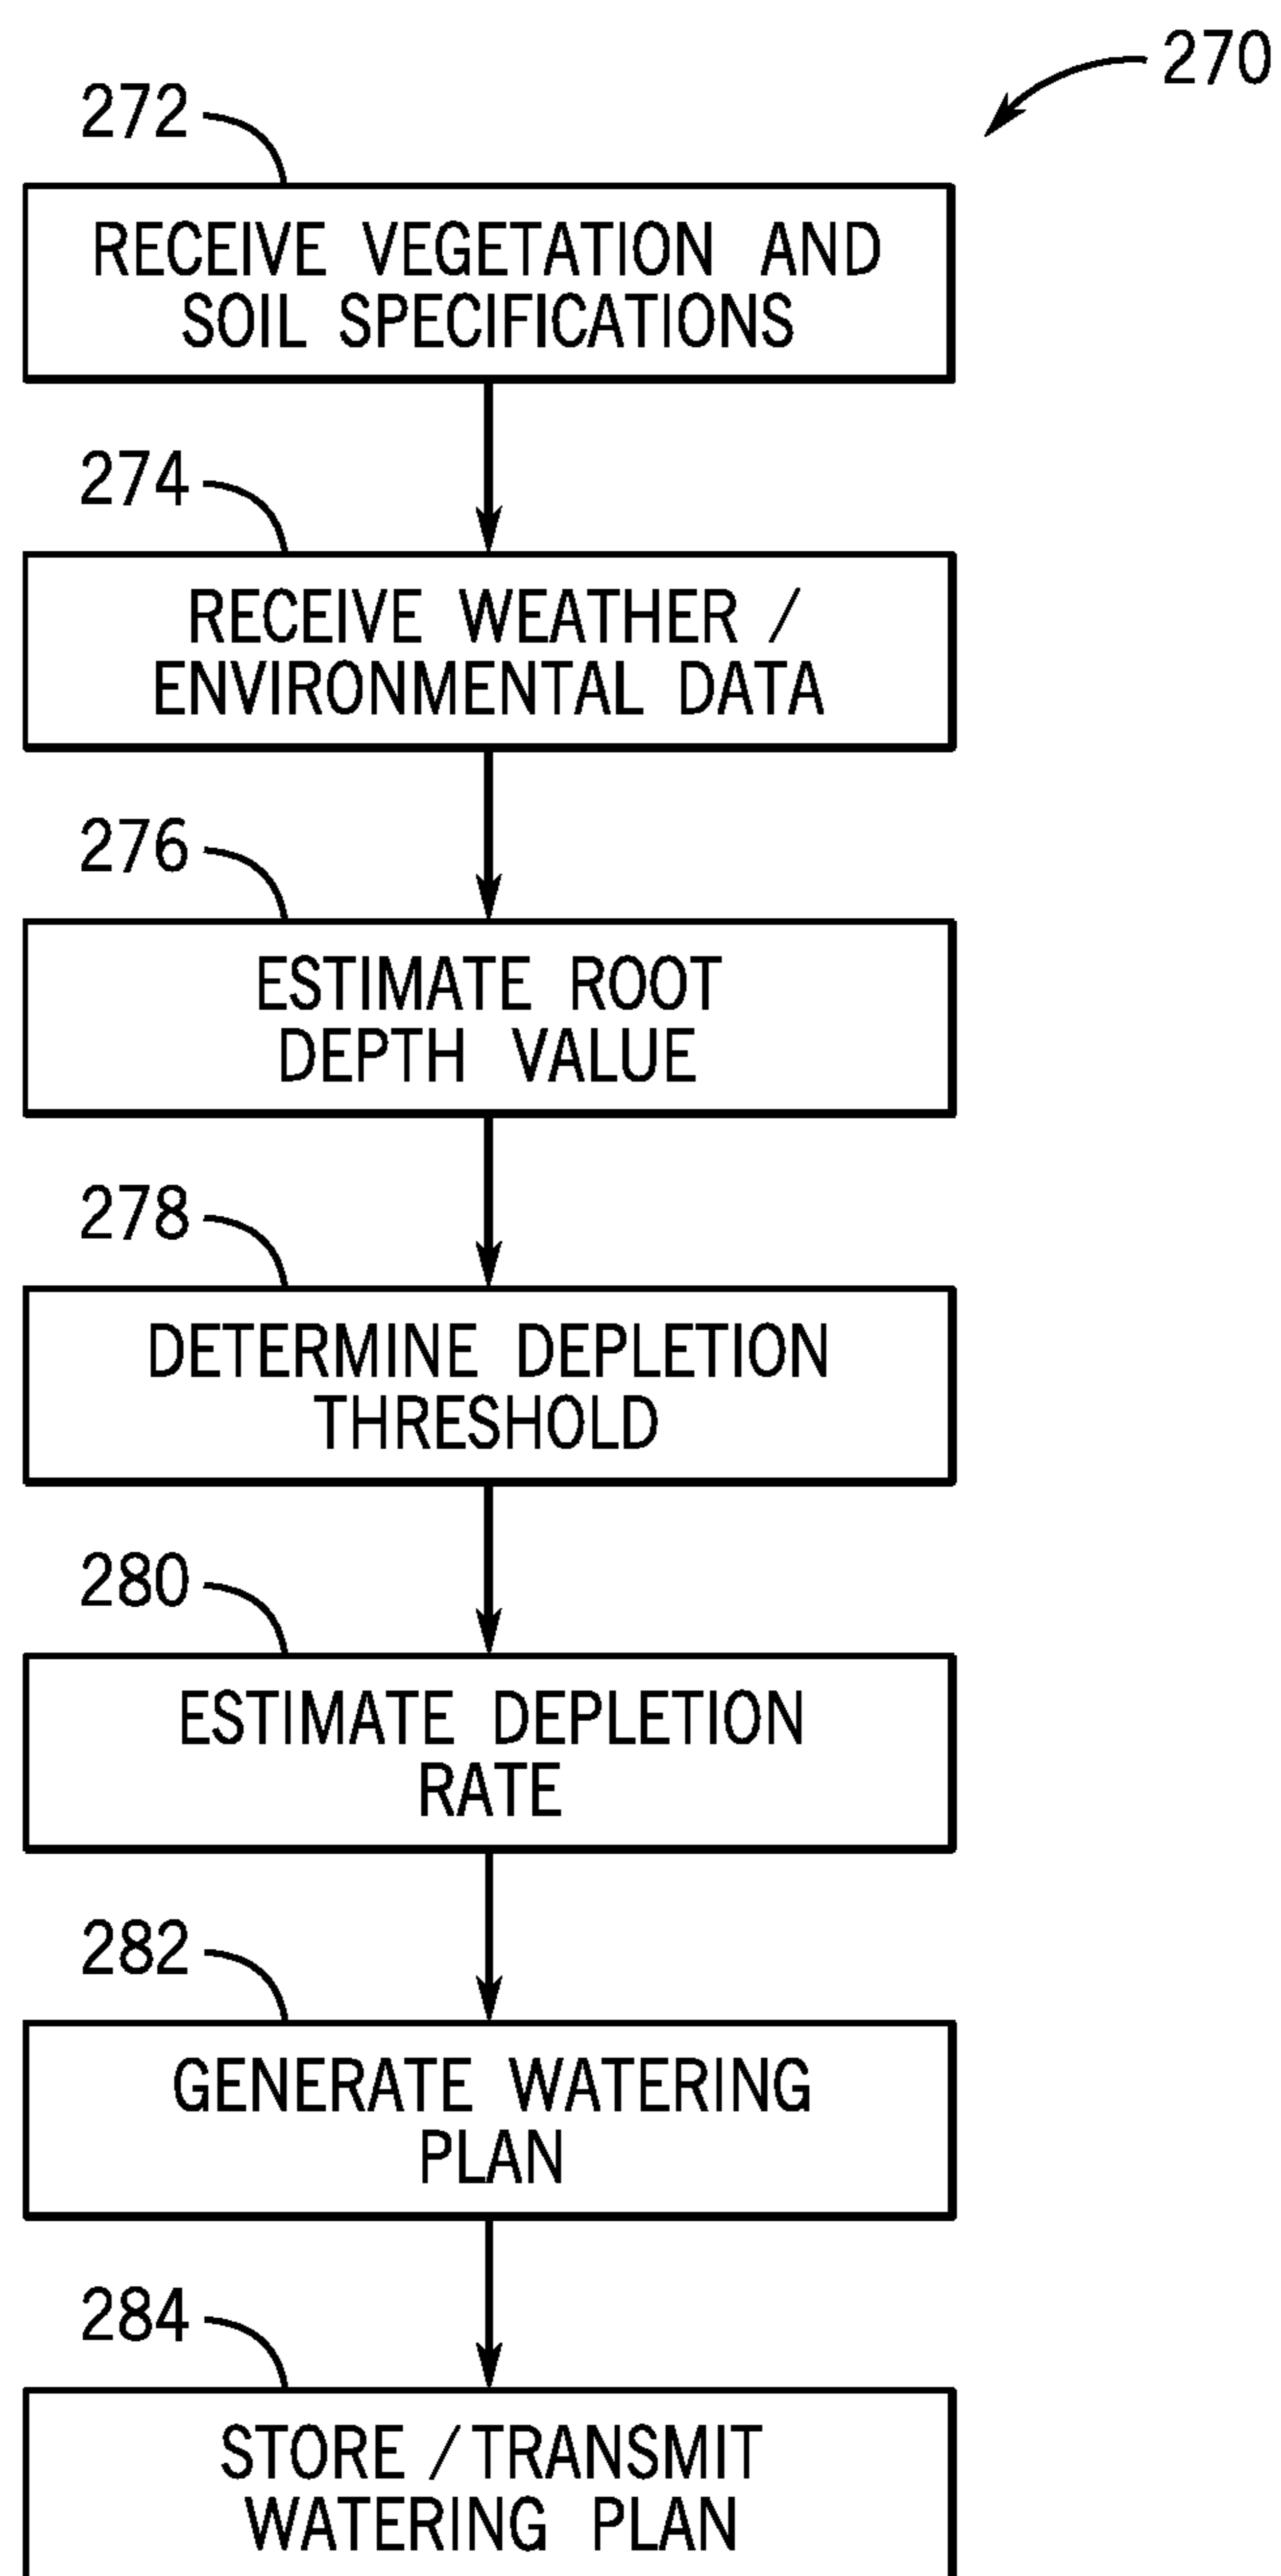 270
272
RECEIVE VEGETATION AND
SOIL SPECIFICATIONS
274
RECEIVE WEATHER /
ENVIRONMENTAL DATA
276
ESTIMATE ROOT
DEPTH VALUE
278
DETERMINE DEPLETION
THRESHOLD
280
ESTIMATE DEPLETION
RATE
282
GENERATE WATERING
PLAN
284
STORE / TRANSMIT
WATERING PLAN